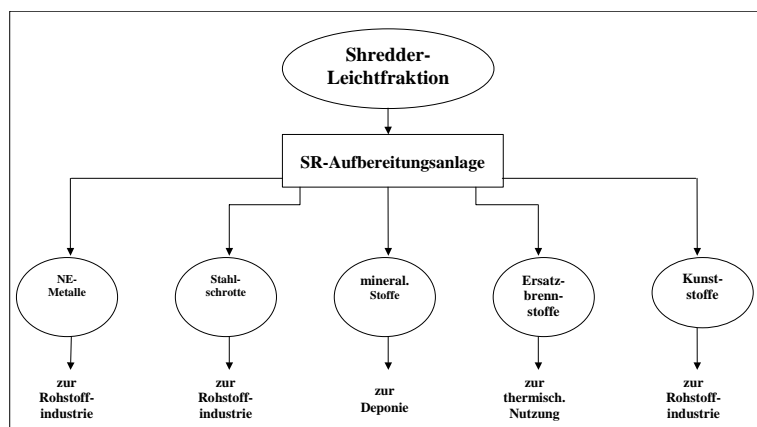 Shredder-
Leichtfraktion
SR-Aufbereitungsanlage
NE-
Metalle
Stahl-
schrotte
mineral.
Stoffe
Ersatz-
brenn-
stoffe
Kunst-
stoffe
zur
Rohstoff-
industrie
zur
Rohstoff-
industrie
zur
Deponie
zur
thermisch.
Nutzung
zur
Rohstoff-
industrie